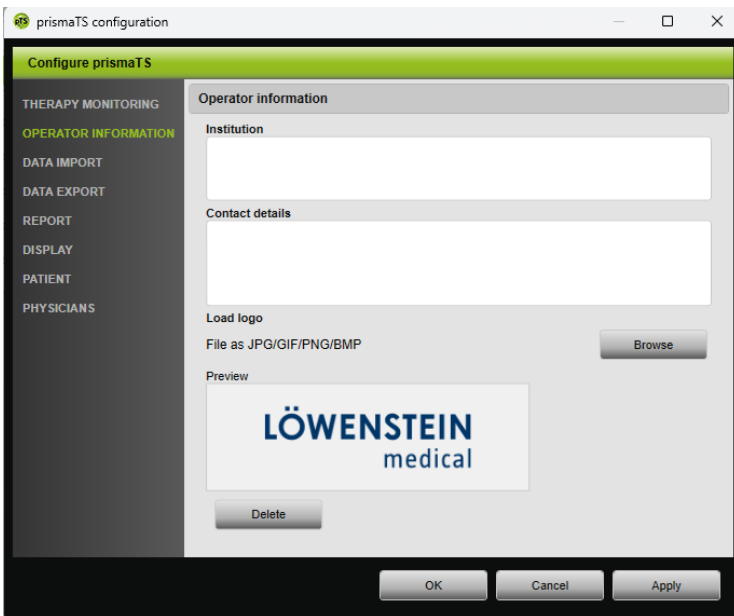 pTS prismaTS configuration
Configure prismaTS
THERAPY MONITORING
OPERATOR INFORMATION
DATA IMPORT
DATA EXPORT
REPORT
DISPLAY
PATIENT
PHYSICIANS
Operator information
Institution
Contact details
Load logo
File as JPG/GIF/PNG/BMP
Browse
Preview
LÖWENSTEIN
medical
Delete
OK
Cancel
Apply